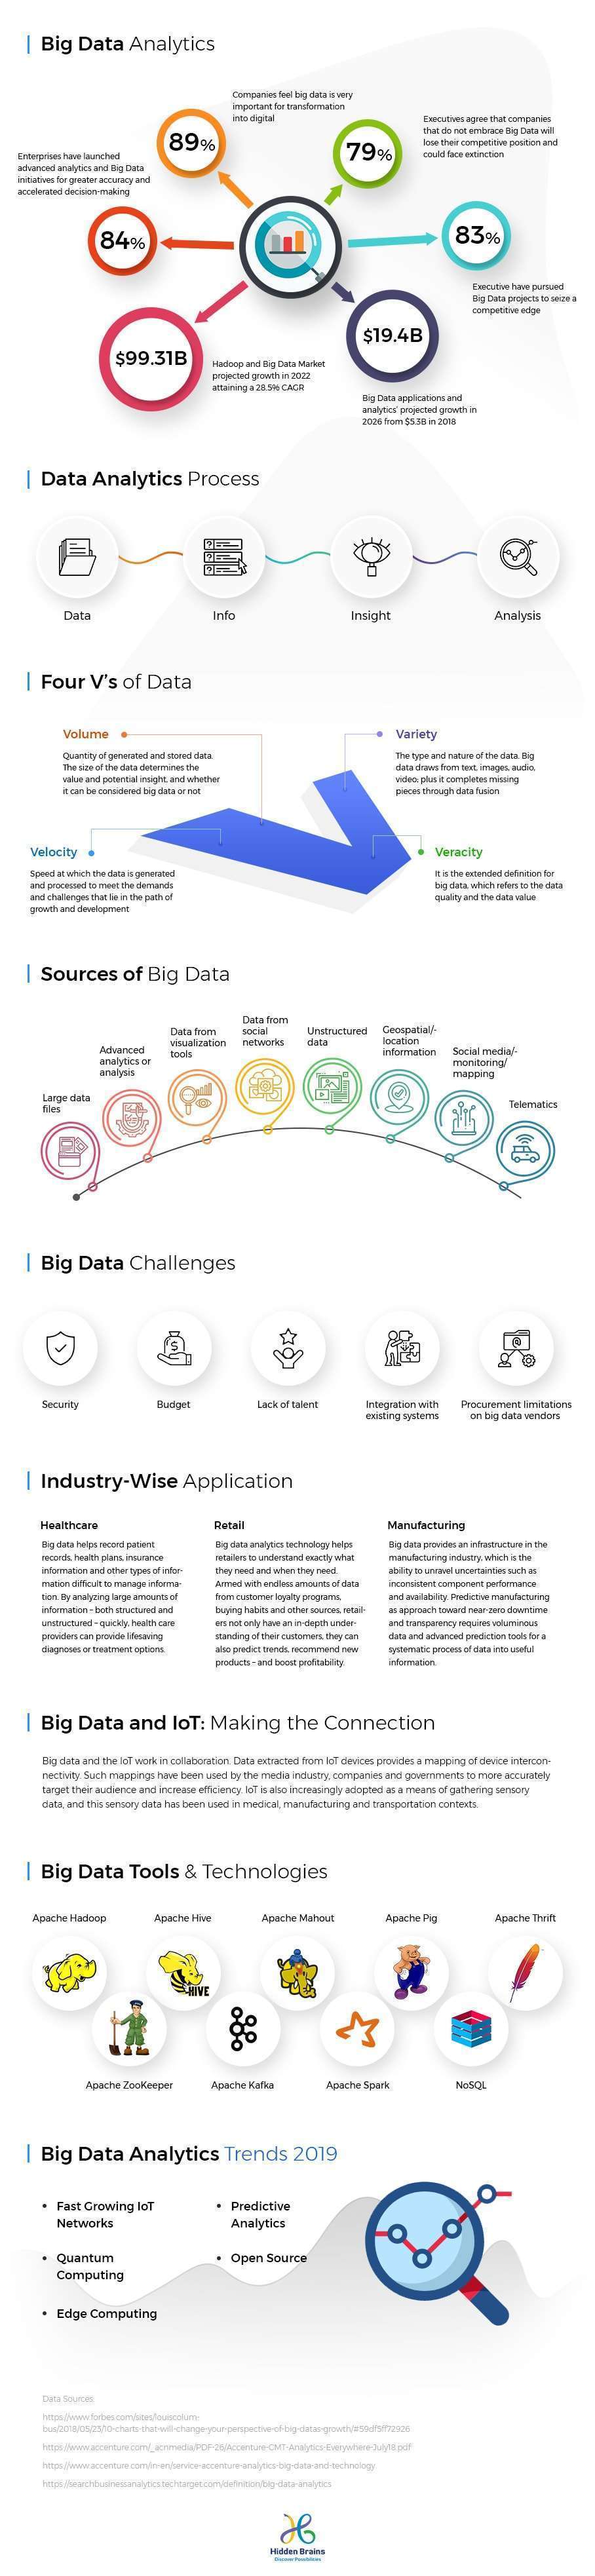 Big Data Analytics
Companies feel big data is very
important for transformation
into digital
89%
79%
Executives agree that companies
that do not embrace Big Data will
lose their competitive position and
could face extinction
Enterprises have launched
advanced analytics and Big Data
initiatives for greater accuracy and
accelerated decision-making
84%
83%
Executive have pursued
Big Data projects to seize a
competitive edge
$99.31B
Hadoop and Big Data Market
projected growth in 2022
attaining a 28.5% CAGR
$19.4B
Big Data applications and
analytics' projected growth in
2026 from $5.3B in 2018
Data Analytics Process
Data
Info
Insight
Analysis
Four V's of Data
Volume
Quantity of generated and stored data.
The size of the data determines the
value and potential insight, and whether
it can be considered big data or not
Variety
The type and nature of the data. Big
data draws from text, images, audio,
video; plus it completes missing
pieces through data fusion
Velocity
Speed at which the data is generated
and processed to meet the demands
and challenges that lie in the path of
growth and development
Veracity
It is the extended definition for
big data, which refers to the data
quality and the data value
Sources of Big Data
Large data
files
Advanced
analytics or
analysis
Data from
visualization
tools
Data from
social
networks
Unstructured
data
Geospatial/-
location
information
Social media/-
monitoring/
mapping
Telematics
Big Data Challenges
Security
Budget
Lack of talent
Integration with
existing systems
Procurement limitations
on big data vendors
Industry-Wise Application
Healthcare
Big data helps record patient
records, health plans, insurance
information and other types of infor-
mation difficult to manage informa-
tion. By analyzing large amounts of
information – both structured and
unstructured – quickly, health care
providers can provide lifesaving
diagnoses or treatment options.
Retail
Big data analytics technology helps
retailers to understand exactly what
they need and when they need.
Armed with endless amounts of data
from customer loyalty programs,
buying habits and other sources, retail-
ers not only have an in-depth under-
standing of their customers, they can
also predict trends, recommend new
products – and boost profitability.
Manufacturing
Big data provides an infrastructure in the
manufacturing industry, which is the
ability to unravel uncertainties such as
inconsistent component performance
and availability. Predictive manufacturing
as approach toward near-zero downtime
and transparency requires voluminous
data and advanced prediction tools for a
systematic process of data into useful
information.
Big Data and IoT: Making the Connection
Big data and the IoT work in collaboration. Data extracted from IoT devices provides a mapping of device intercon-
nectivity. Such mappings have been used by the media industry, companies and governments to more accurately
target their audience and increase efficiency. IoT is also increasingly adopted as a means of gathering sensory
data, and this sensory data has been used in medical, manufacturing and transportation contexts.
Big Data Tools & Technologies
Apache Hadoop
Apache Hive
Apache Mahout
Apache Pig
Apache Thrift
HIVE
Apache ZooKeeper
Apache Kafka
Apache Spark
NoSQL
Big Data Analytics Trends 2019
• Fast Growing IoT
Networks
• Quantum
Computing
• Edge Computing
• Predictive
Analytics
• Open Source
Data Sources:
https://www.forbes.com/sites/louiscolum-
bus/2018/05/23/10-charts-that-will-change-your-perspective-of-big-datas-growth/#59df5ff72926
https://www.accenture.com/_acnmedia/PDF-26/Accenture-CMT-Analytics-Everywhere-July18.pdf
https://www.accenture.com/in-en/service-accenture-analytics-big-data-and-technology
https://searchbusinessanalytics.techtarget.com/definition/big-data-analytics
Hidden Brains
Discover Possibilities